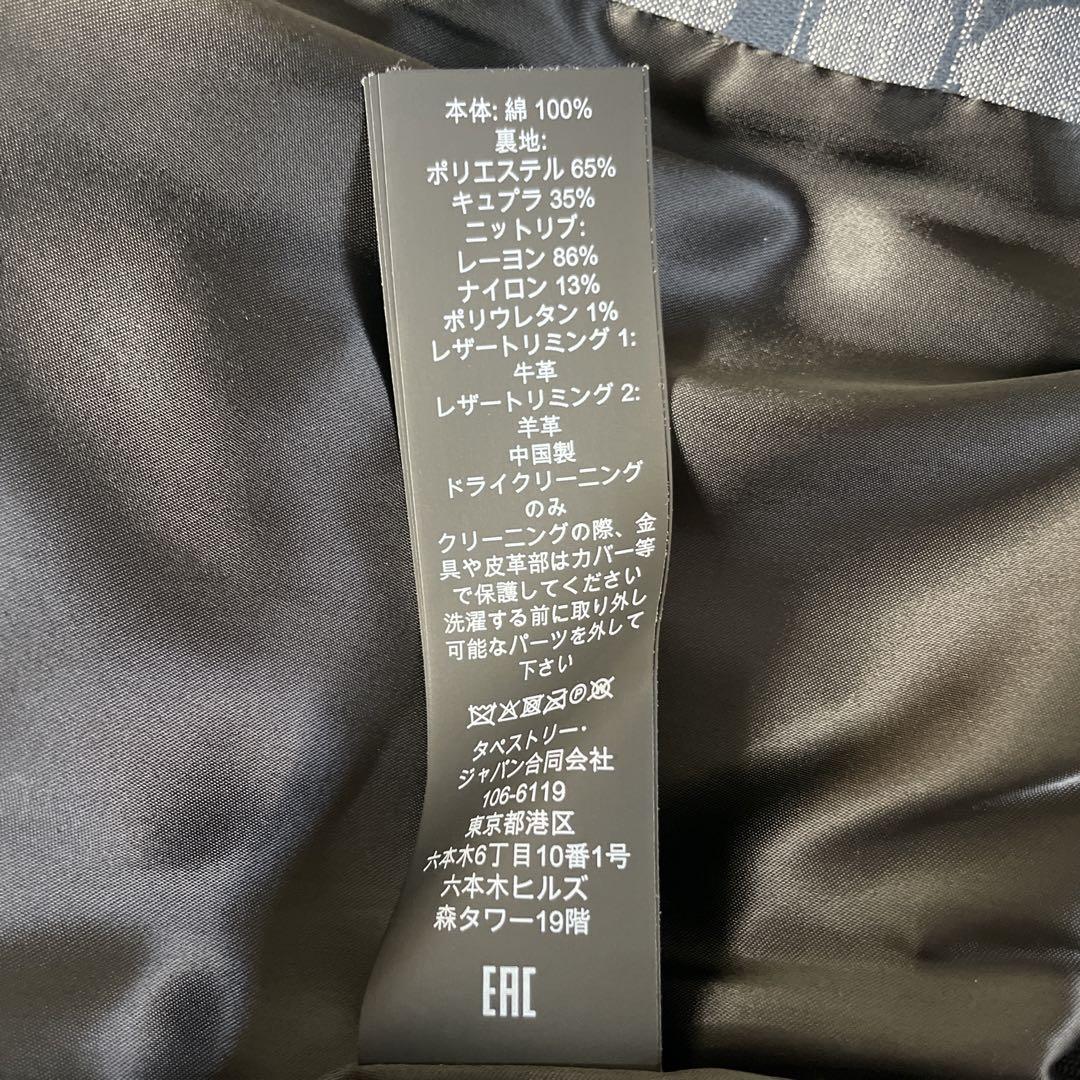 本体: 綿 100%
裏地:
ポリエステル 65%
キュプラ 35%
ニットリブ:
レーヨン 86%
ナイロン 13%
ポリウレタン 1%
レザートリミング 1:
牛革
レザートリミング 2:
羊革
中国製
ドライクリーニング
のみ
クリーニングの際、金
具や皮革部はカバー等
で保護してください
洗濯する前に取り外し
可能なパーツを外して
下さい
タペストリー・
ジャパン合同会社
106-6119
東京都港区
六本木6丁目10番1号
六本木ヒルズ
森タワー19階
EAC